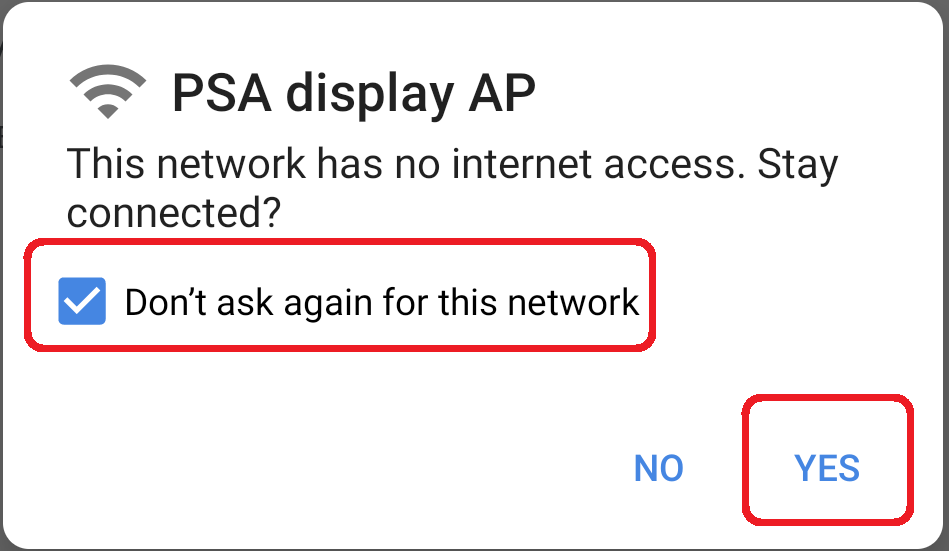 PSA display AP
This network has no internet access. Stay
connected?
Don’t ask again for this network
NO
YES